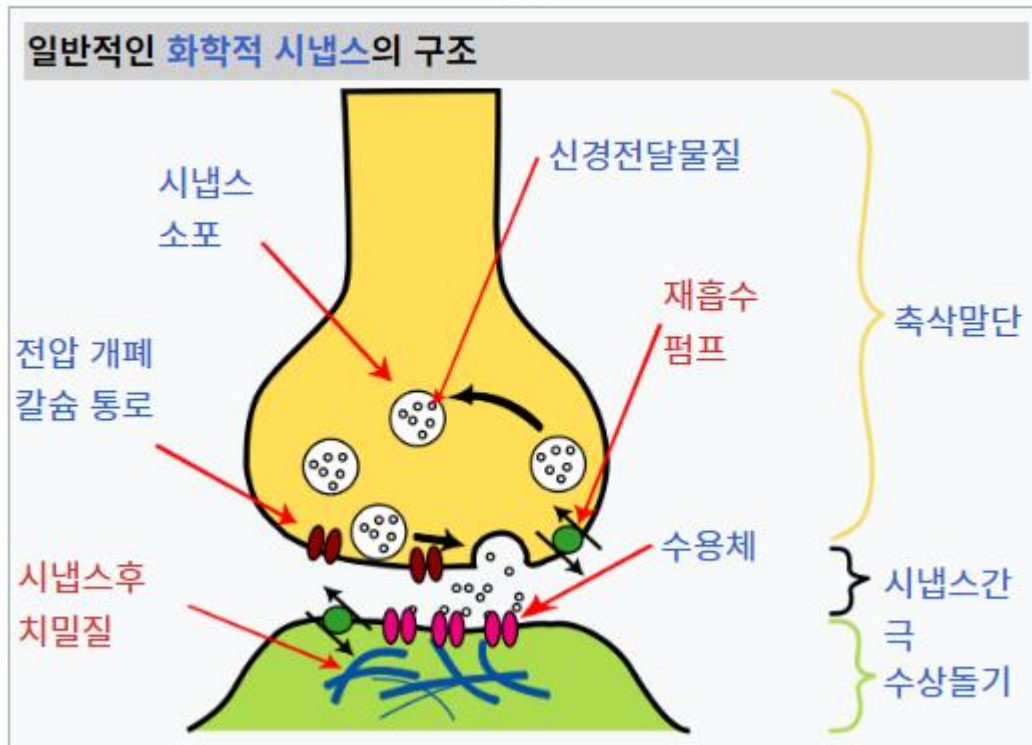 일반적인 화학적 시냅스의 구조
신경전달물질
시냅스
소포
재흡수
펌프
축삭말단
전압 개폐
칼슘 통로
수용체
시냅스후
치밀질
시냅스간
극
수상돌기